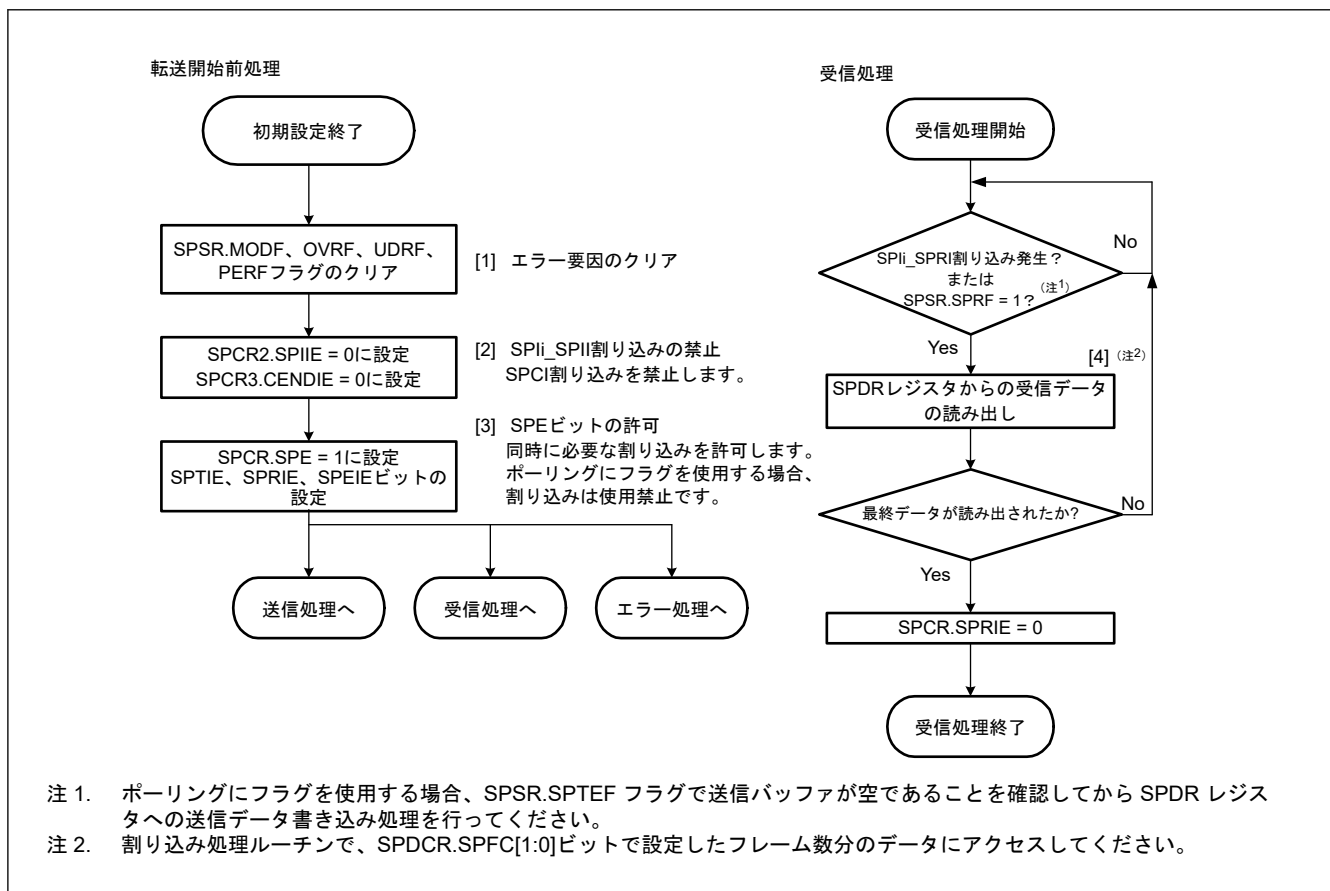 転送開始前処理
初期設定終了
SPSR.MODF、OVRF、UDRF、
PERFフラグのクリア
[1] エラー要因のクリア
SPCR2.SPIIE = 0に設定
SPCR3.CENDIE = 0に設定
[2] SPIi_SPII割り込みの禁止
SPCI割り込みを禁止します。
SPCR.SPE = 1に設定
SPTIE、SPRIE、SPEIEビットの
設定
[3] SPEビットの許可
同時に必要な割り込みを許可します。
ポーリングにフラグを使用する場合、
割り込みは使用禁止です。
送信処理へ
受信処理へ
エラー処理へ
受信処理
受信処理開始
SPIi_SPRI割り込み発生？
または
SPSR.SPRF = 1？（注1）
No
Yes
[4]（注2）
SPDRレジスタからの受信データ
の読み出し
最終データが読み出されたか?
No
Yes
SPCR.SPRIE = 0
受信処理終了
注 1. ポーリングにフラグを使用する場合、SPSR.SPTEF フラグで送信バッファが空であることを確認してから SPDR レジス
タへの送信データ書き込み処理を行ってください。
注 2. 割り込み処理ルーチンで、SPDCR.SPFC[1:0]ビットで設定したフレーム数分のデータにアクセスしてください。